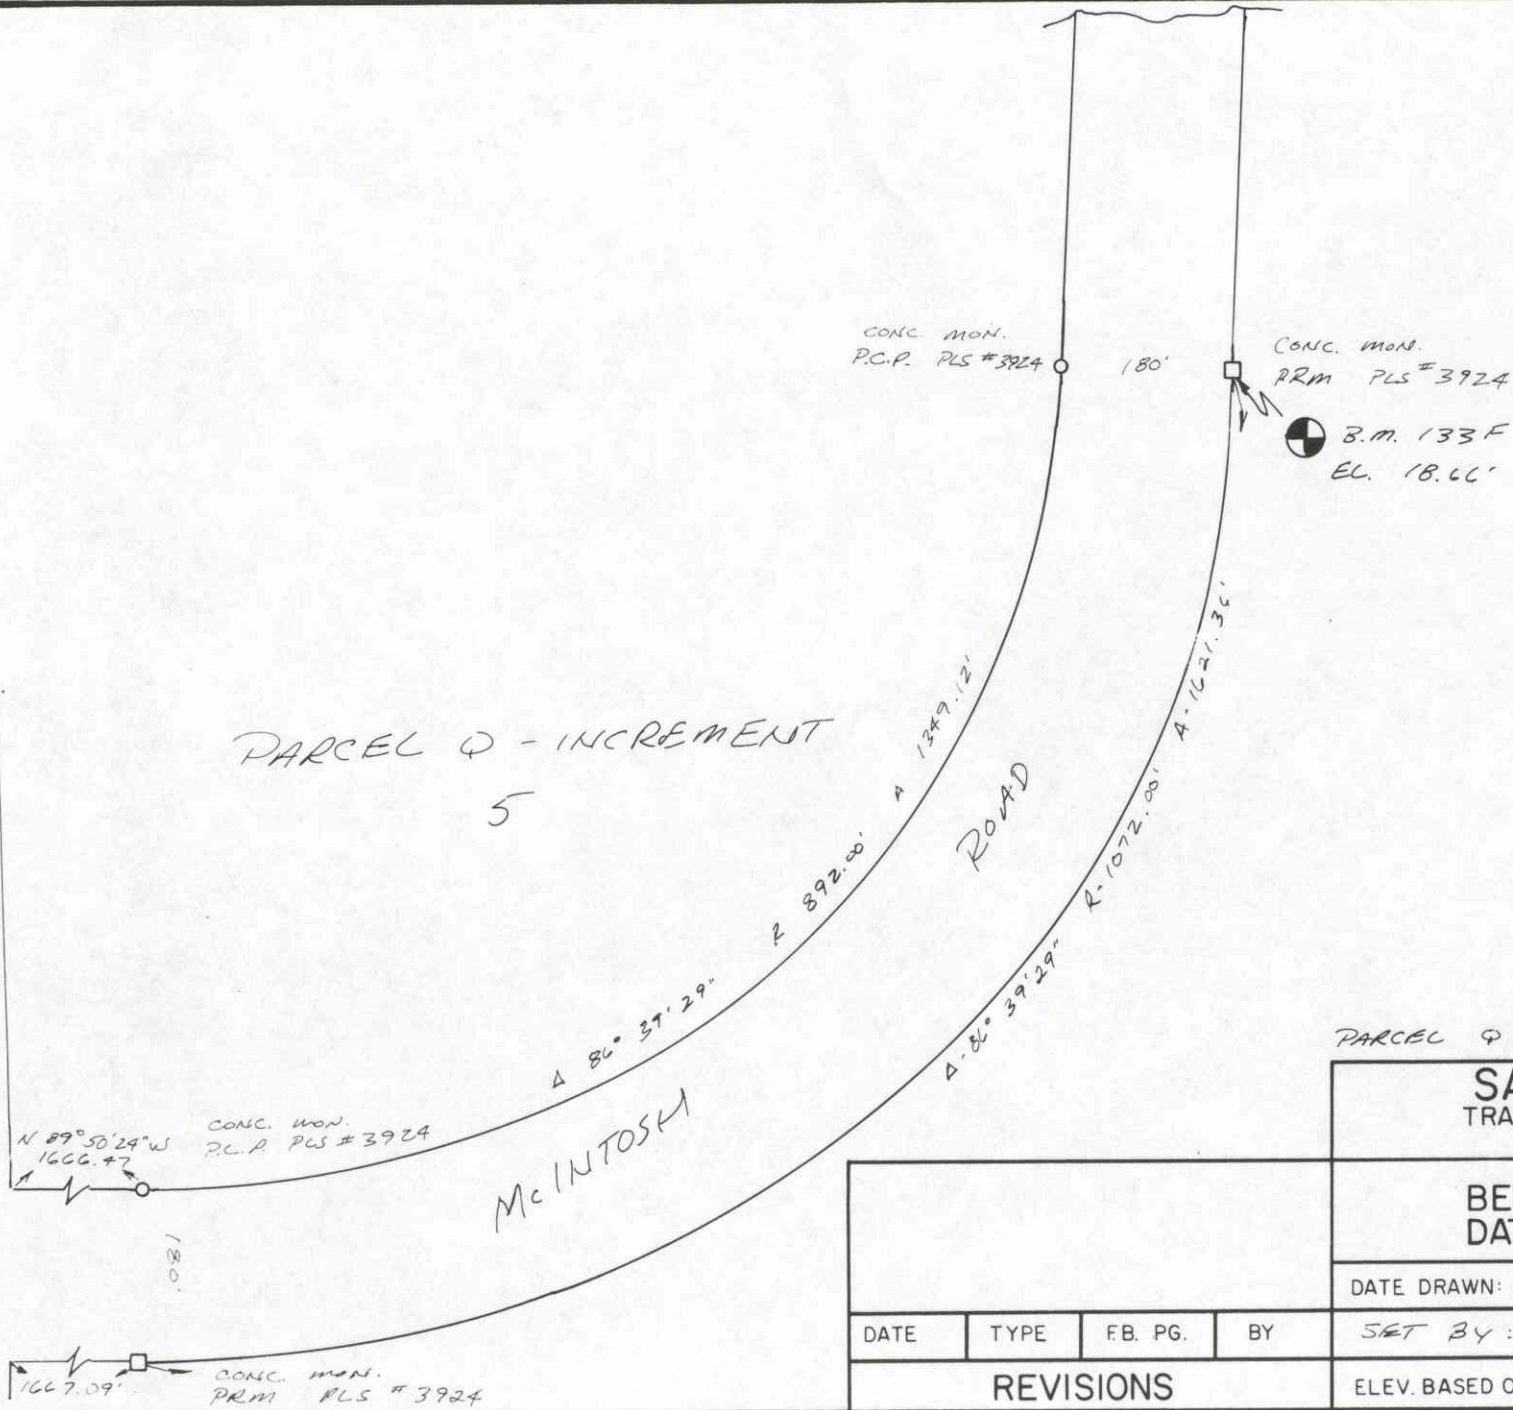 CONC. MON.
P.C.P. PLS #3924
180'
CONC. MON.
PRM PLS #3924
B.M. 133F
EL. 18.66'
PARCEL Q - INCREMENT
5
Δ 86° 39' 29" R 892.00' A 1349.12'
Δ-86° 39' 29" R-1072.00' A-1621.36'
McINTOSH ROAD
N 89°50'24"W
1666.47
CONC. MON.
P.C.P. PLS #3924
180'
1667.09'
CONC. MON.
PRM PLS #3924
PARCEL Q
SA
TRA
BE
DAT
DATE DRAWN:
SET BY:
ELEV. BASED O
DATE TYPE F.B. PG. BY
REVISIONS